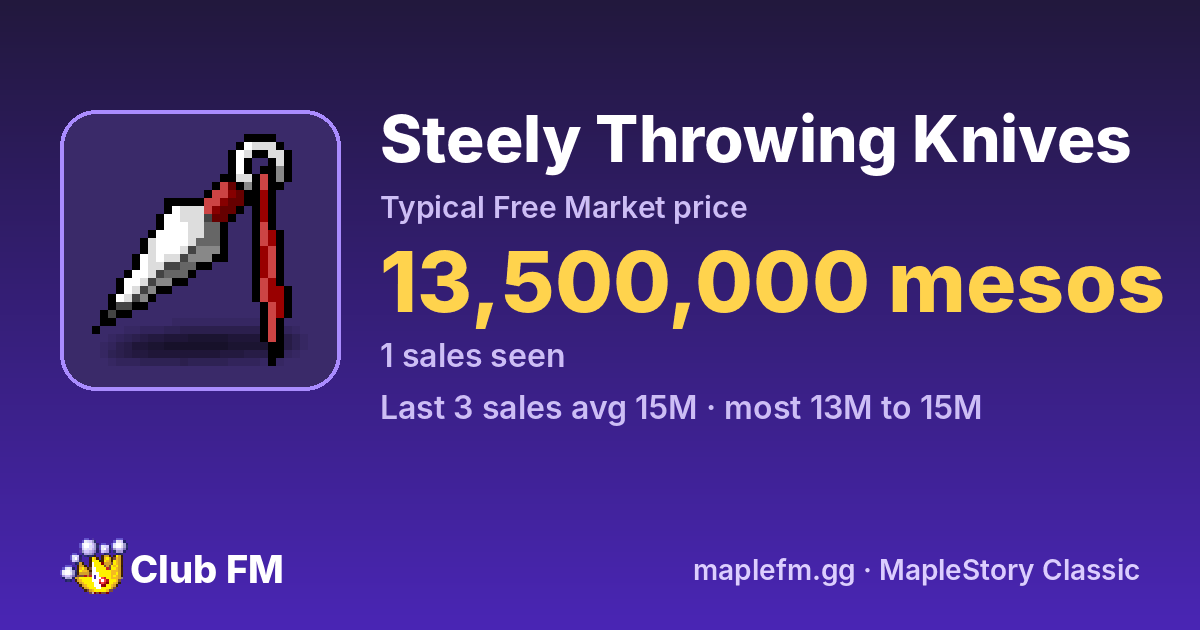 Steely Throwing Knives
Typical Free Market price
13,500,000 mesos
1 sales seen
Last 3 sales avg 15M · most 13M to 15M
Club FM
maplefm.gg · MapleStory Classic